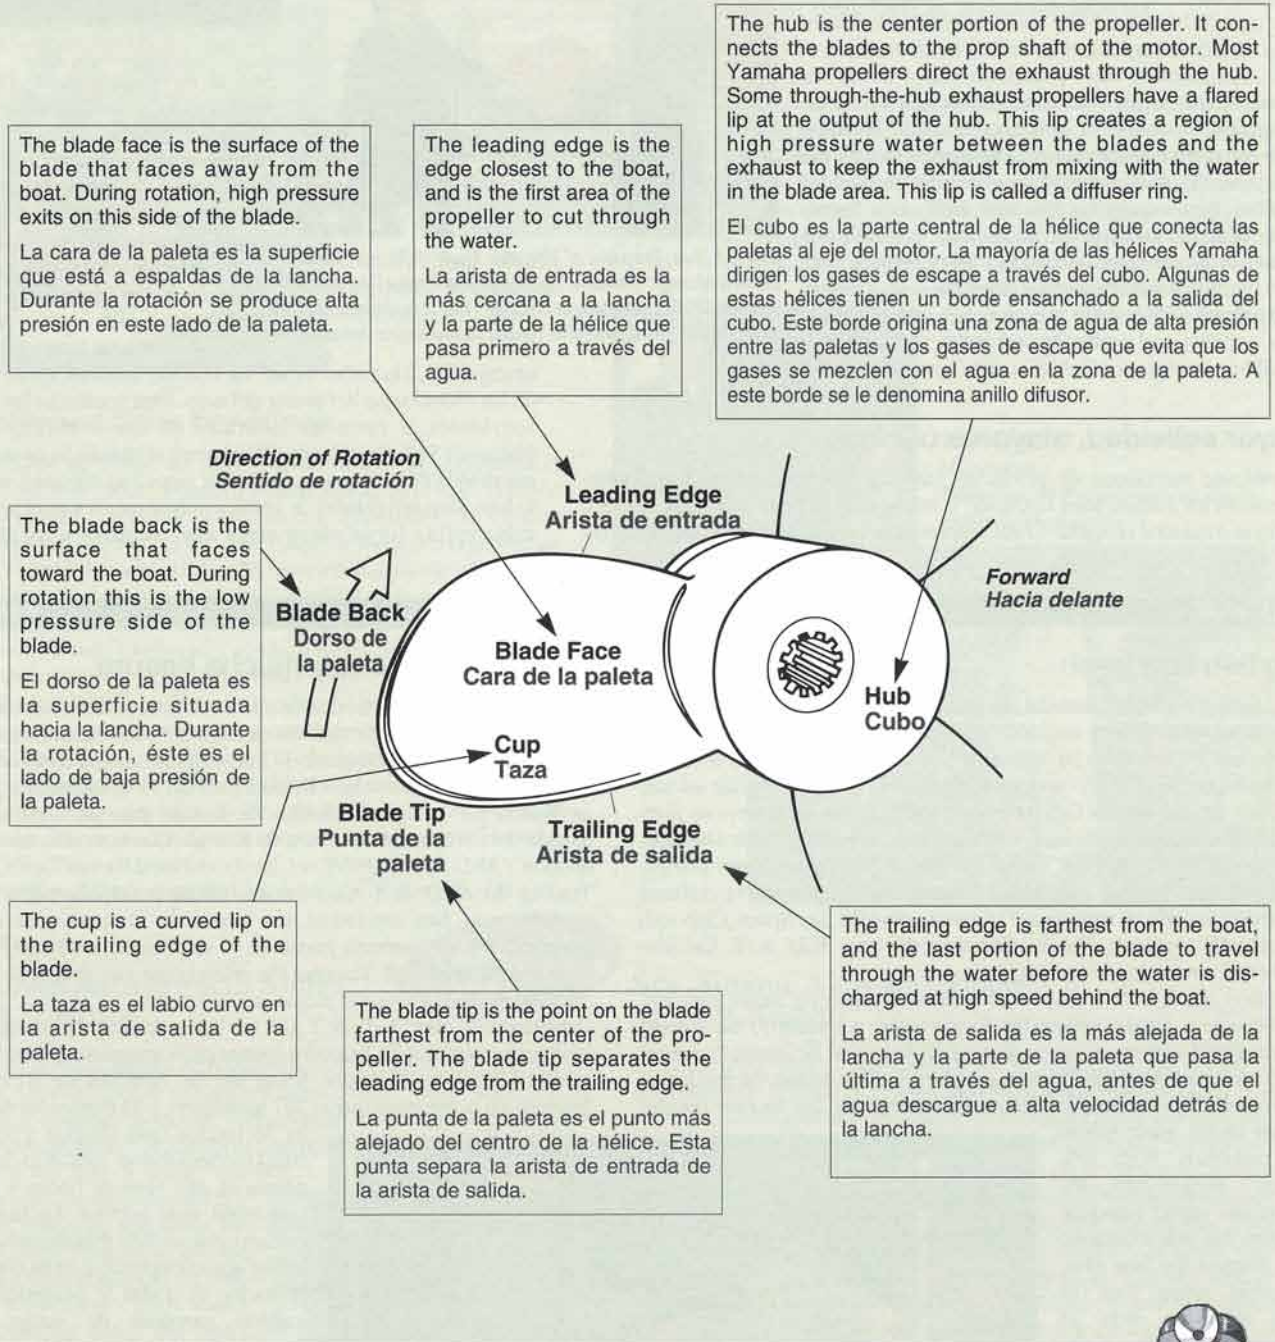 The hub is the center portion of the propeller. It con-
nects the blades to the prop shaft of the motor. Most
Yamaha propellers direct the exhaust through the hub.
Some through-the-hub exhaust propellers have a flared
lip at the output of the hub. This lip creates a region of
high pressure water between the blades and the
exhaust to keep the exhaust from mixing with the water
in the blade area. This lip is called a diffuser ring.
El cubo es la parte central de la hélice que conecta las
paletas al eje del motor. La mayoría de las hélices Yamaha
dirigen los gases de escape a través del cubo. Algunas de
estas hélices tienen un borde ensanchado a la salida del
cubo. Este borde origina una zona de agua de alta presión
entre las paletas y los gases de escape que evita que los
gases se mezclen con el agua en la zona de la paleta. A
este borde se le denomina anillo difusor.
The blade face is the surface of the
blade that faces away from the
boat. During rotation, high pressure
exits on this side of the blade.
La cara de la paleta es la superficie
que está a espaldas de la lancha.
Durante la rotación se produce alta
presión en este lado de la paleta.
The leading edge is the
edge closest to the boat,
and is the first area of the
propeller to cut through
the water.
La arista de entrada es la
más cercana a la lancha
y la parte de la hélice que
pasa primero a través del
agua.
Direction of Rotation
Sentido de rotación
Leading Edge
Arista de entrada
The blade back is the
surface that faces
toward the boat. During
rotation this is the low
pressure side of the
blade.
El dorso de la paleta es
la superficie situada
hacia la lancha. Durante
la rotación, éste es el
lado de baja presión de
la paleta.
Blade Back
Dorso de
la paleta
Forward
Hacia delante
Blade Face
Cara de la paleta
Hub
Cubo
Cup
Taza
Blade Tip
Punta de la
paleta
Trailing Edge
Arista de salida
The cup is a curved lip on
the trailing edge of the
blade.
La taza es el labio curvo en
la arista de salida de la
paleta.
The blade tip is the point on the blade
farthest from the center of the pro-
peller. The blade tip separates the
leading edge from the trailing edge.
La punta de la paleta es el punto más
alejado del centro de la hélice. Esta
punta separa la arista de entrada de
la arista de salida.
The trailing edge is farthest from the boat,
and the last portion of the blade to travel
through the water before the water is dis-
charged at high speed behind the boat.
La arista de salida es la más alejada de la
lancha y la parte de la paleta que pasa la
última a través del agua, antes de que el
agua descargue a alta velocidad detrás de
la lancha.